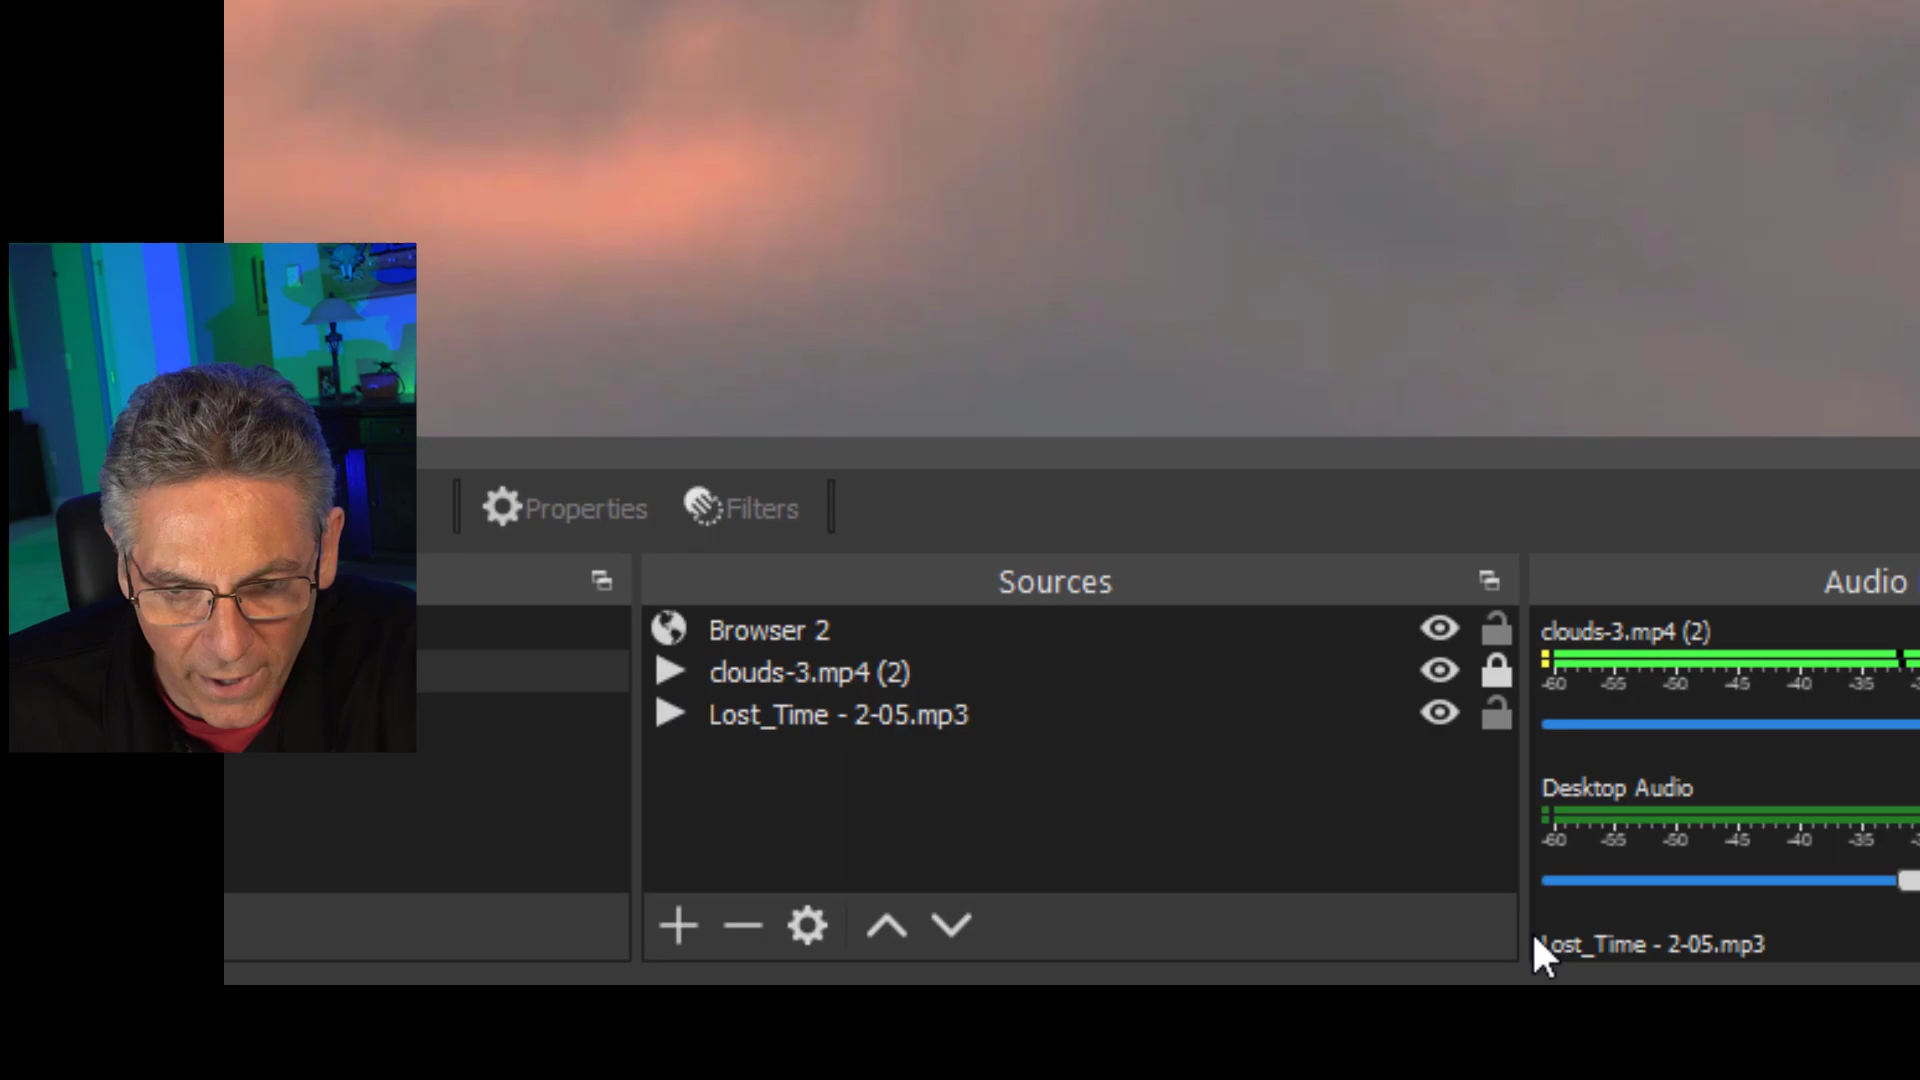 Properties Filters
Sources
Audio
Browser 2
clouds-3.mp4 (2)
Lost_Time - 2-05.mp3
clouds-3.mp4 (2)
-60 -55 -50 -45 -40 -35
Desktop Audio
-60 -55 -50 -45 -40 -35
Lost_Time - 2-05.mp3